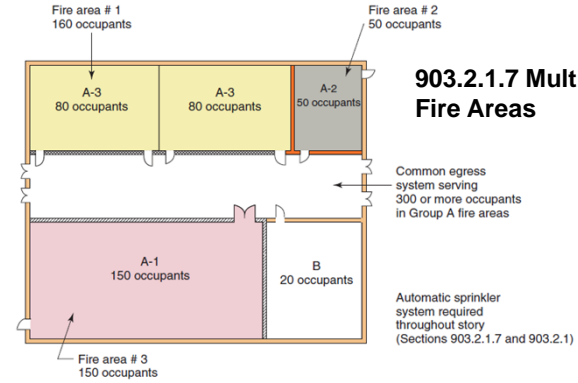 Fire area # 1
160 occupants
Fire area # 2
50 occupants
903.2.1.7 Mult
Fire Areas
A-3
80 occupants
A-3
80 occupants
A-2
50 occupants
Common egress
system serving
300 or more occupants
in Group A fire areas
A-1
150 occupants
B
20 occupants
Automatic sprinkler
system required
throughout story
(Sections 903.2.1.7 and 903.2.1)
Fire area # 3
150 occupants